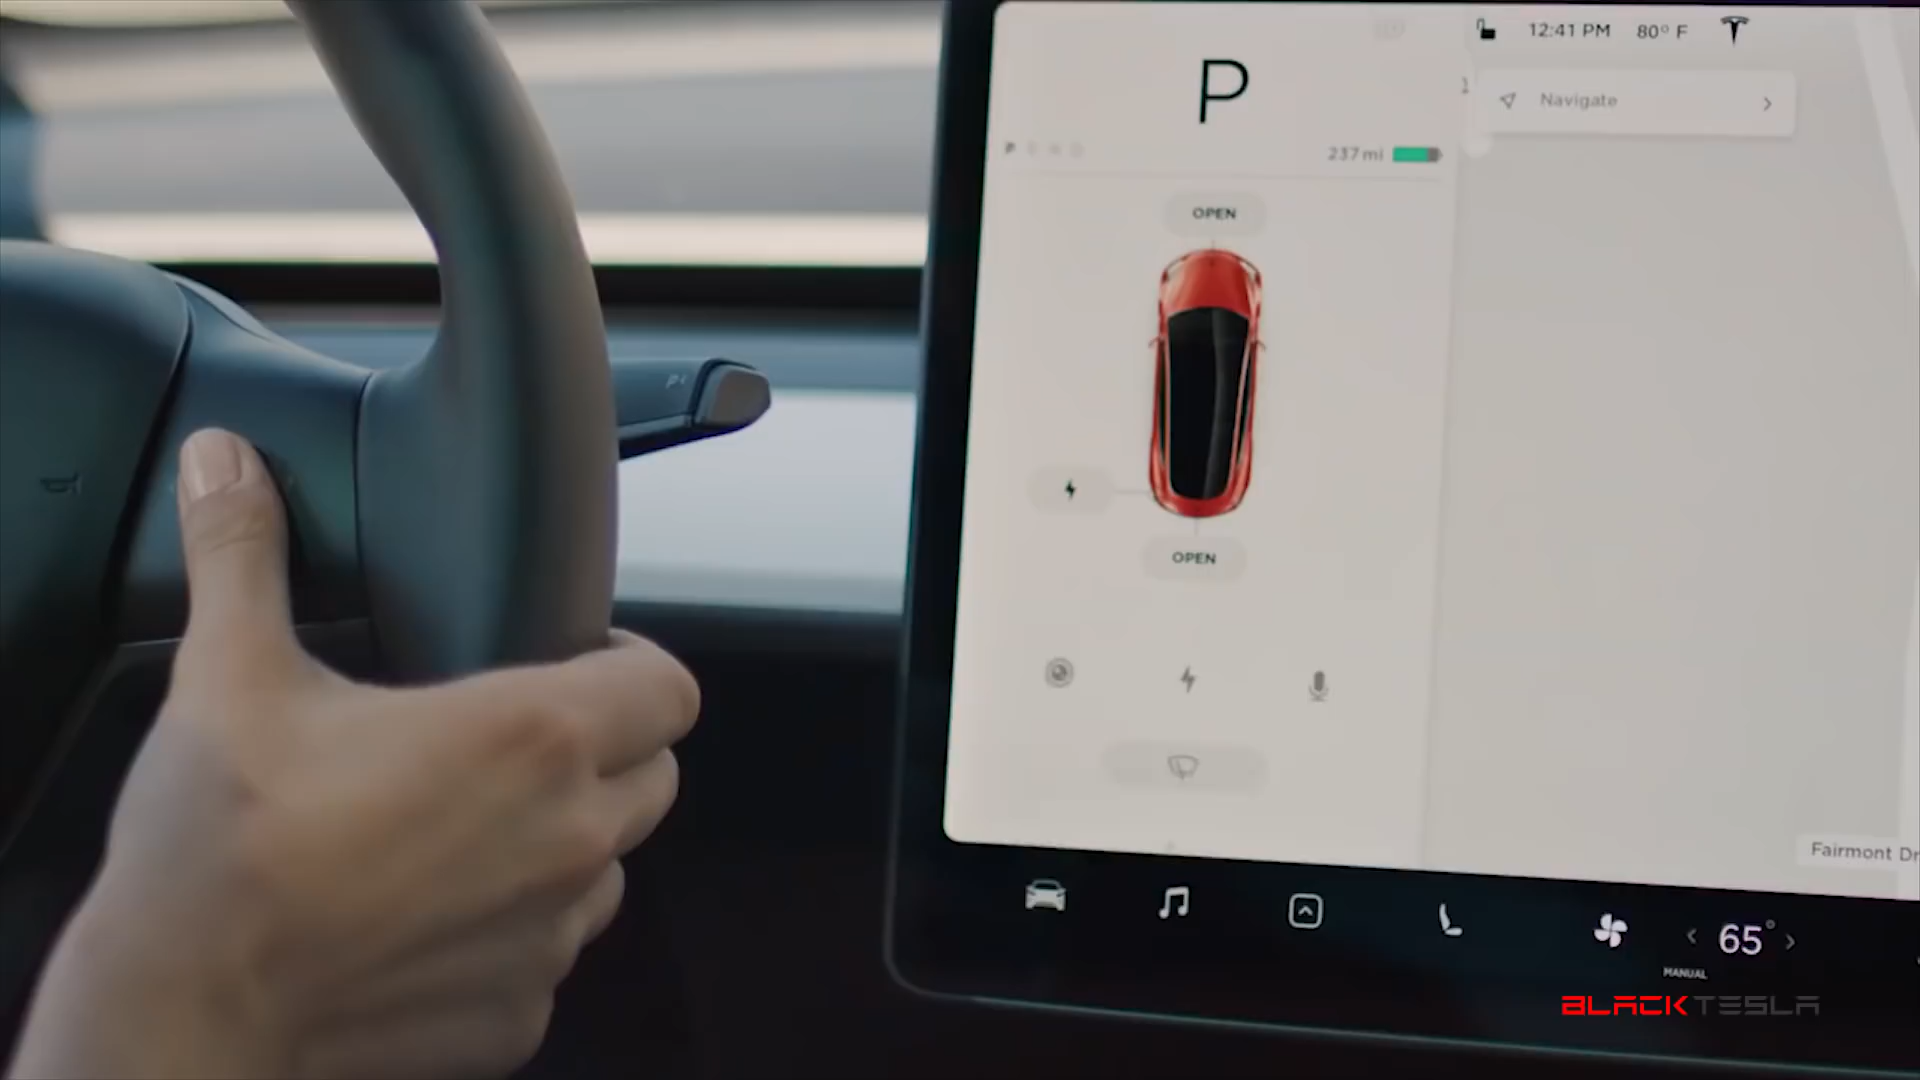 P
12:41 PM 80° F
Navigate
P
237 mi
OPEN
OPEN
Fairmont Dr
65°
MANUAL
BLACKTESLA